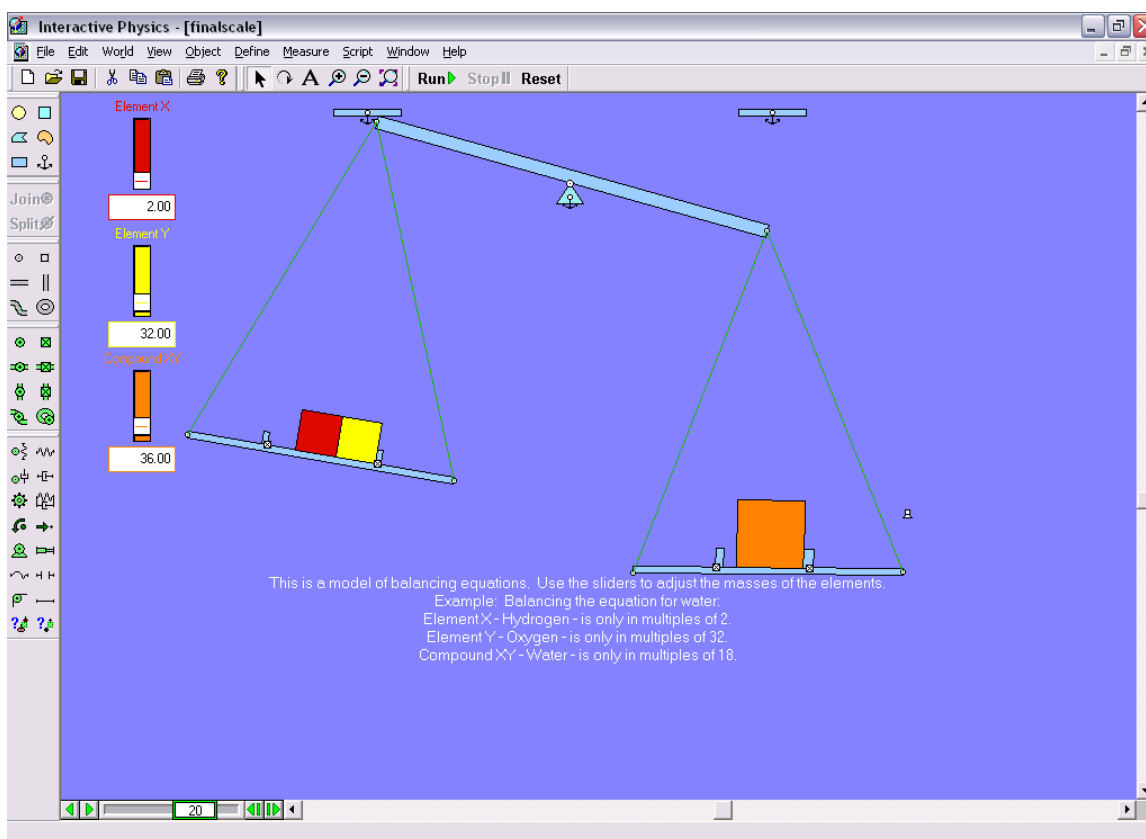 Interactive Physics - [finalscale]
File Edit World View Object Define Measure Script Window Help
A Run Stop Reset
Join
Split
Element X
2.00
Element Y
32.00
Compound XY
36.00
This is a model of balancing equations. Use the sliders to adjust the masses of the elements.
Example: Balancing the equation for water:
Element X - Hydrogen - is only in multiples of 2.
Element Y - Oxygen - is only in multiples of 32.
Compound XY - Water - is only in multiples of 18.
20